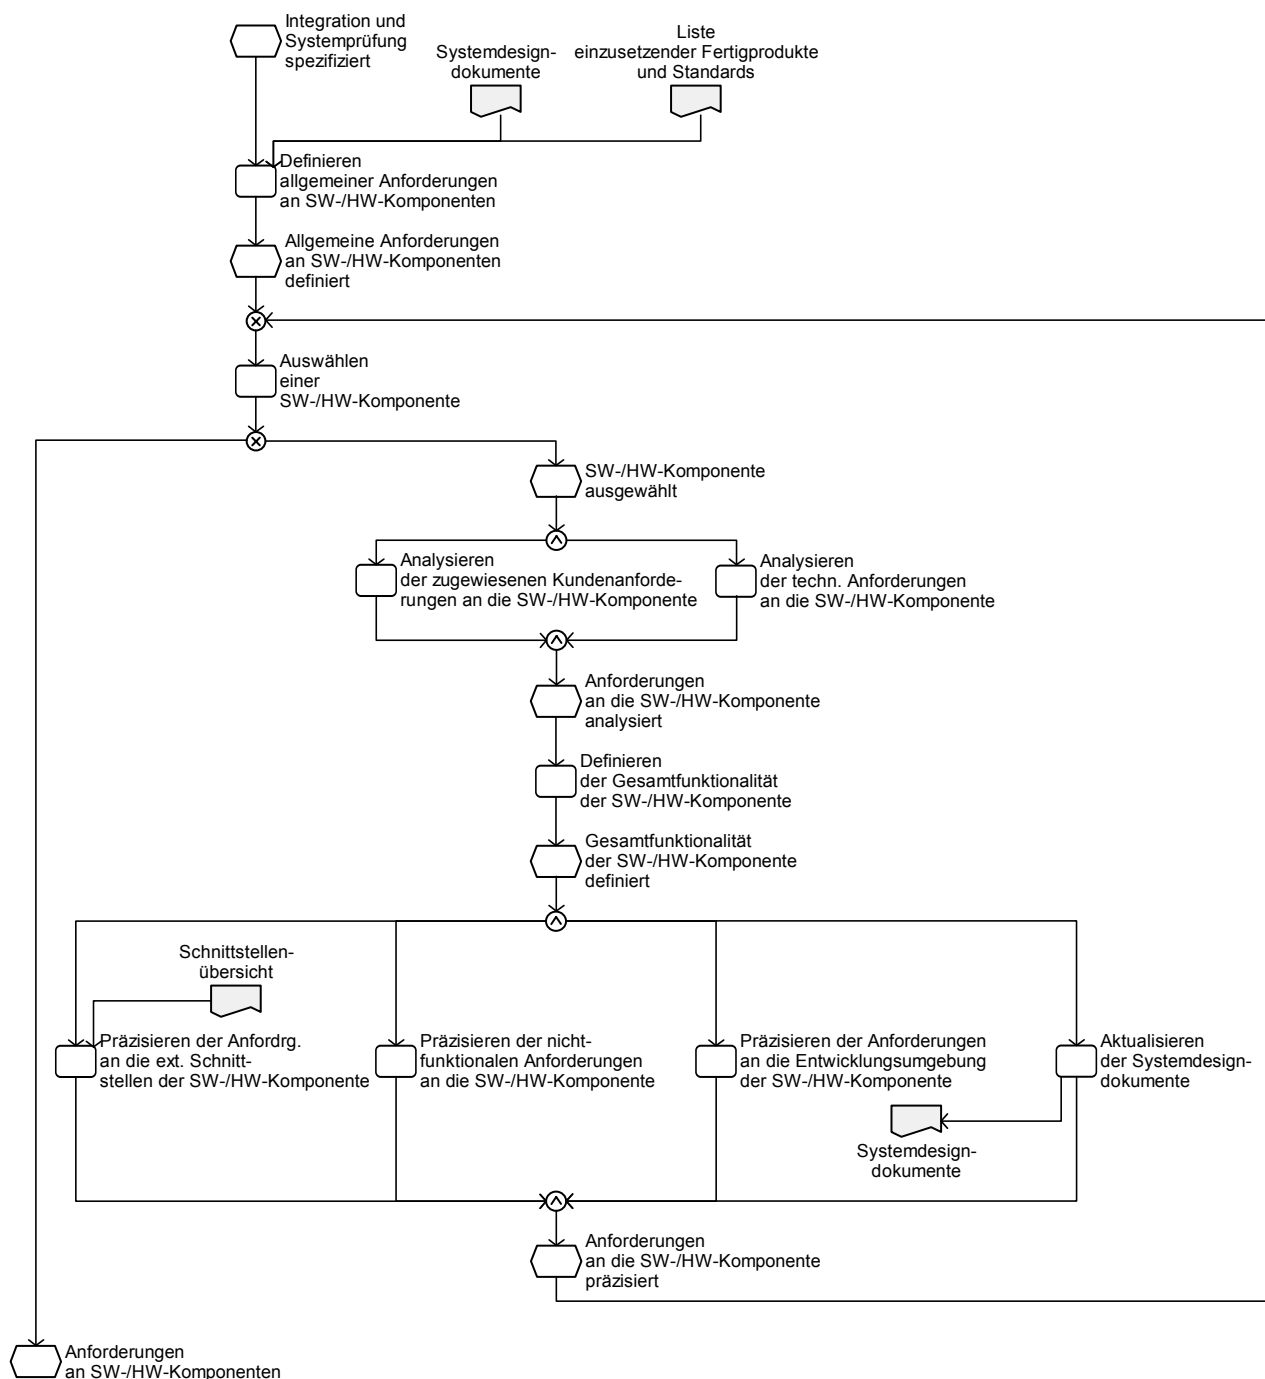 Integration und
Systemprüfung
spezifiziert
Systemdesign-
dokumente
Liste
einzusetzender Fertigprodukte
und Standards
Definieren
allgemeiner Anforderungen
an SW-/HW-Komponenten
Allgemeine Anforderungen
an SW-/HW-Komponenten
definiert
Auswählen
einer
SW-/HW-Komponente
SW-/HW-Komponente
ausgewählt
Analysieren
der zugewiesenen Kundenanforde-
rungen an die SW-/HW-Komponente
Analysieren
der techn. Anforderungen
an die SW-/HW-Komponente
Anforderungen
an die SW-/HW-Komponente
analysiert
Definieren
der Gesamtfunktionalität
der SW-/HW-Komponente
Gesamtfunktionalität
der SW-/HW-Komponente
definiert
Schnittstellen-
übersicht
Präzisieren der Anfordrg.
an die ext. Schnitt-
stellen der SW-/HW-Komponente
Präzisieren der nicht-
funktionalen Anforderungen
an die SW-/HW-Komponente
Präzisieren der Anforderungen
an die Entwicklungsumgebung
der SW-/HW-Komponente
Aktualisieren
der Systemdesign-
dokumente
Systemdesign-
dokumente
Anforderungen
an die SW-/HW-Komponente
präzisiert
Anforderungen
an SW-/HW-Komponenten